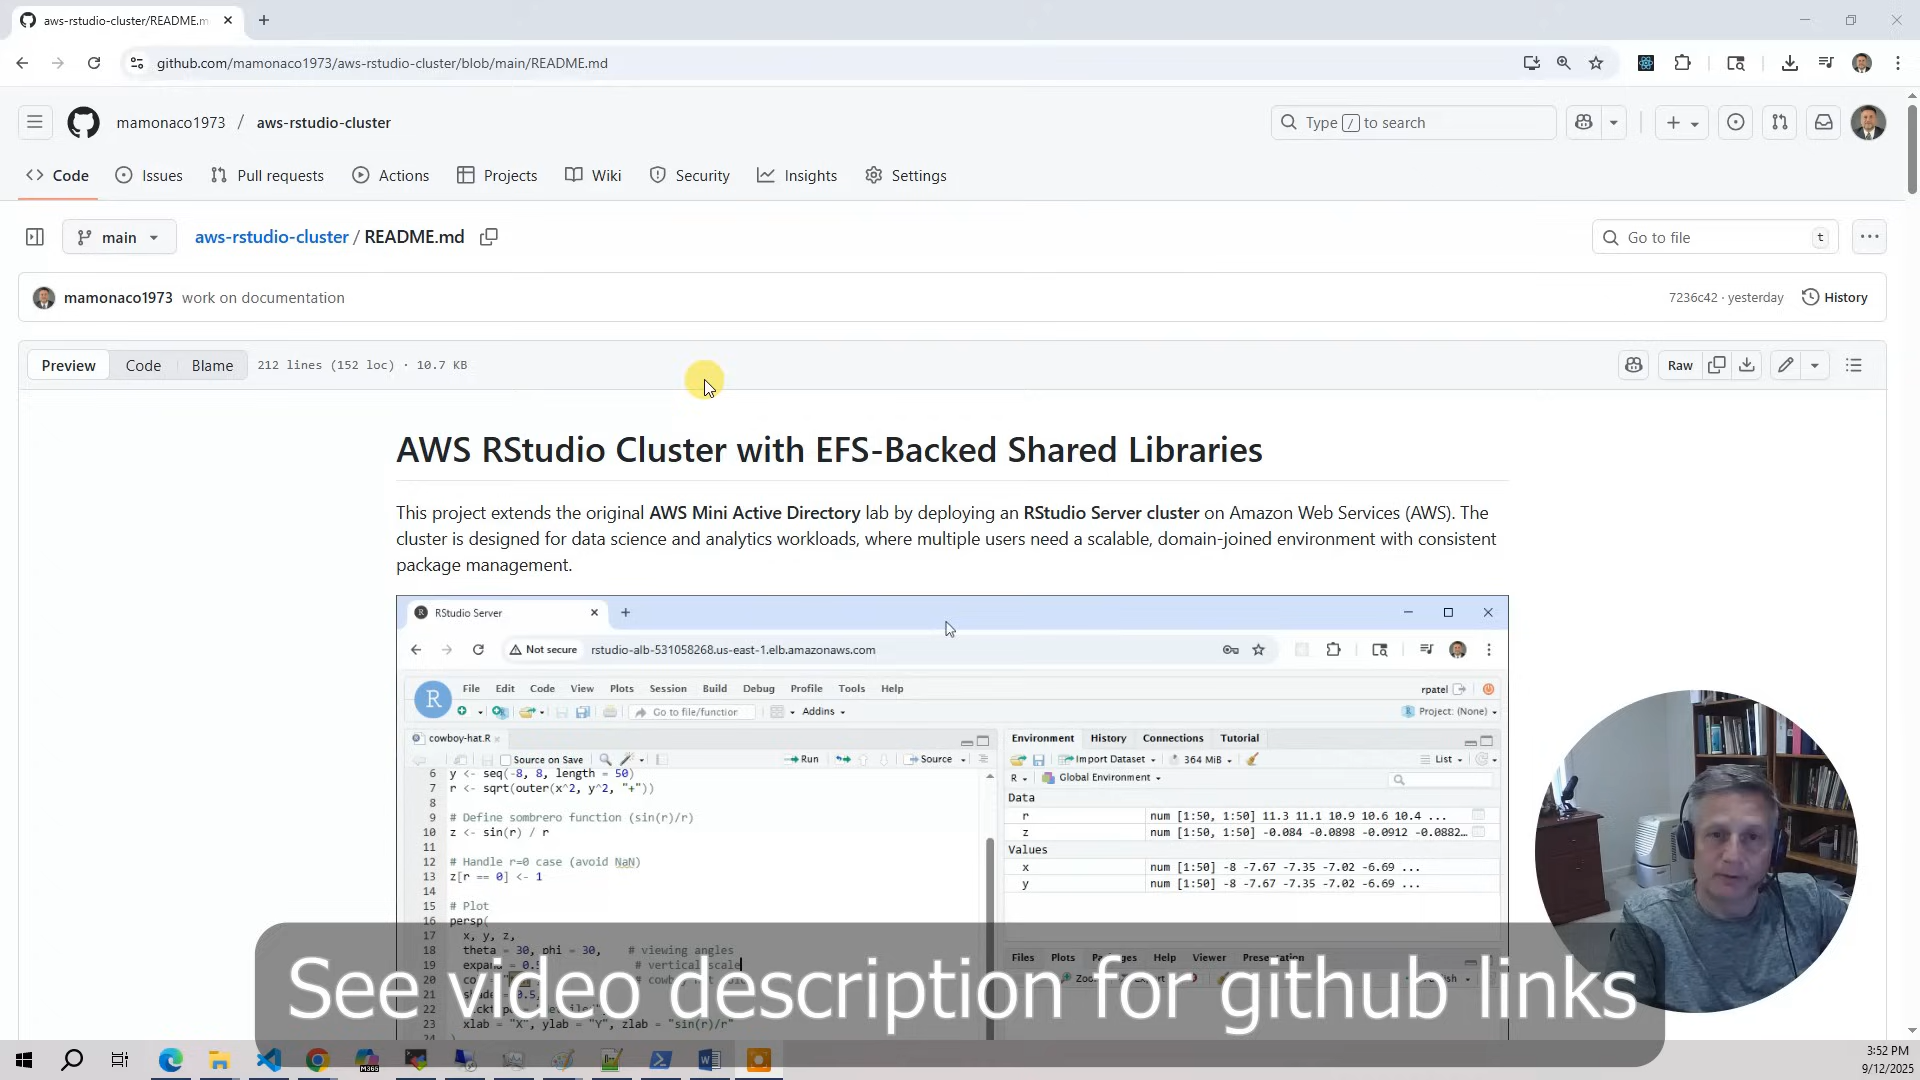 aws-rstudio-cluster/README.m
github.com/mamonaco1973/aws-rstudio-cluster/blob/main/README.md
mamonaco1973 / aws-rstudio-cluster
Type / to search
Code
Issues
Pull requests
Actions
Projects
Wiki
Security
Insights
Settings
main
aws-rstudio-cluster / README.md
Go to file
t
mamonaco1973 work on documentation
7236c42 · yesterday
History
Preview
Code
Blame
212 lines (152 loc) · 10.7 KB
Raw
AWS RStudio Cluster with EFS-Backed Shared Libraries
This project extends the original AWS Mini Active Directory lab by deploying an RStudio Server cluster on Amazon Web Services (AWS). The
cluster is designed for data science and analytics workloads, where multiple users need a scalable, domain-joined environment with consistent
package management.
RStudio Server
Not secure
rstudio-alb-531058268.us-east-1.elb.amazonaws.com
R
File Edit Code View Plots Session Build Debug Profile Tools Help
rpatel
Go to file/function
Addins
Project: (None)
cowboy-hat.R
Source on Save
Run
Source
6 y <- seq(-8, 8, length = 50)
7 r <- sqrt(outer(x^2, y^2, "+"))
8
9 # Define sombrero function (sin(r)/r)
10 z <- sin(r) / r
11
12 # Handle r=0 case (avoid NaN)
13 z[r == 0] <- 1
14
15 # Plot
16 persp(
17 x, y, z,
18 theta = 30, phi = 30, # viewing angles
19 expand = 0.5 # vertical scale
20
21
22
23 xlab = "X", ylab = "Y", zlab = "sin(r)/r"
24 )
Environment History Connections Tutorial
Import Dataset
364 MiB
List
R
Global Environment
Data
r num [1:50, 1:50] 11.3 11.1 10.9 10.6 10.4 ...
z num [1:50, 1:50] -0.084 -0.0898 -0.0912 -0.0882...
Values
x num [1:50] -8 -7.67 -7.35 -7.02 -6.69 ...
y num [1:50] -8 -7.67 -7.35 -7.02 -6.69 ...
Files Plots Packages Help Viewer Presentation
See video description for github links
M365
3:52 PM
9/12/2025